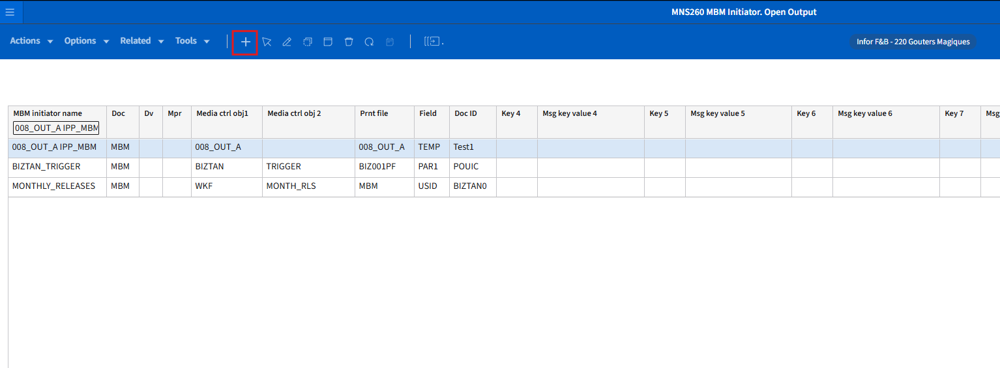 MNS260 MBM Initiator. Open Output
Actions Options Related Tools Infor F&B - 220 Gouters Magiques
MBM initiator name Doc Dv Mpr Media ctrl obj1 Media ctrl obj 2 Prnt file Field Doc ID Key 4 Msg key value 4 Key 5 Msg key value 5 Key 6 Msg key value 6 Key 7 Msg
008_OUT_A IPP_MBM
008_OUT_A IPP_MBM MBM 008_OUT_A 008_OUT_A TEMP Test1
BIZTAN_TRIGGER MBM BIZTAN TRIGGER BIZ001PF PAR1 POUIC
MONTHLY_RELEASES MBM WKF MONTH_RLS MBM USID BIZTAN0